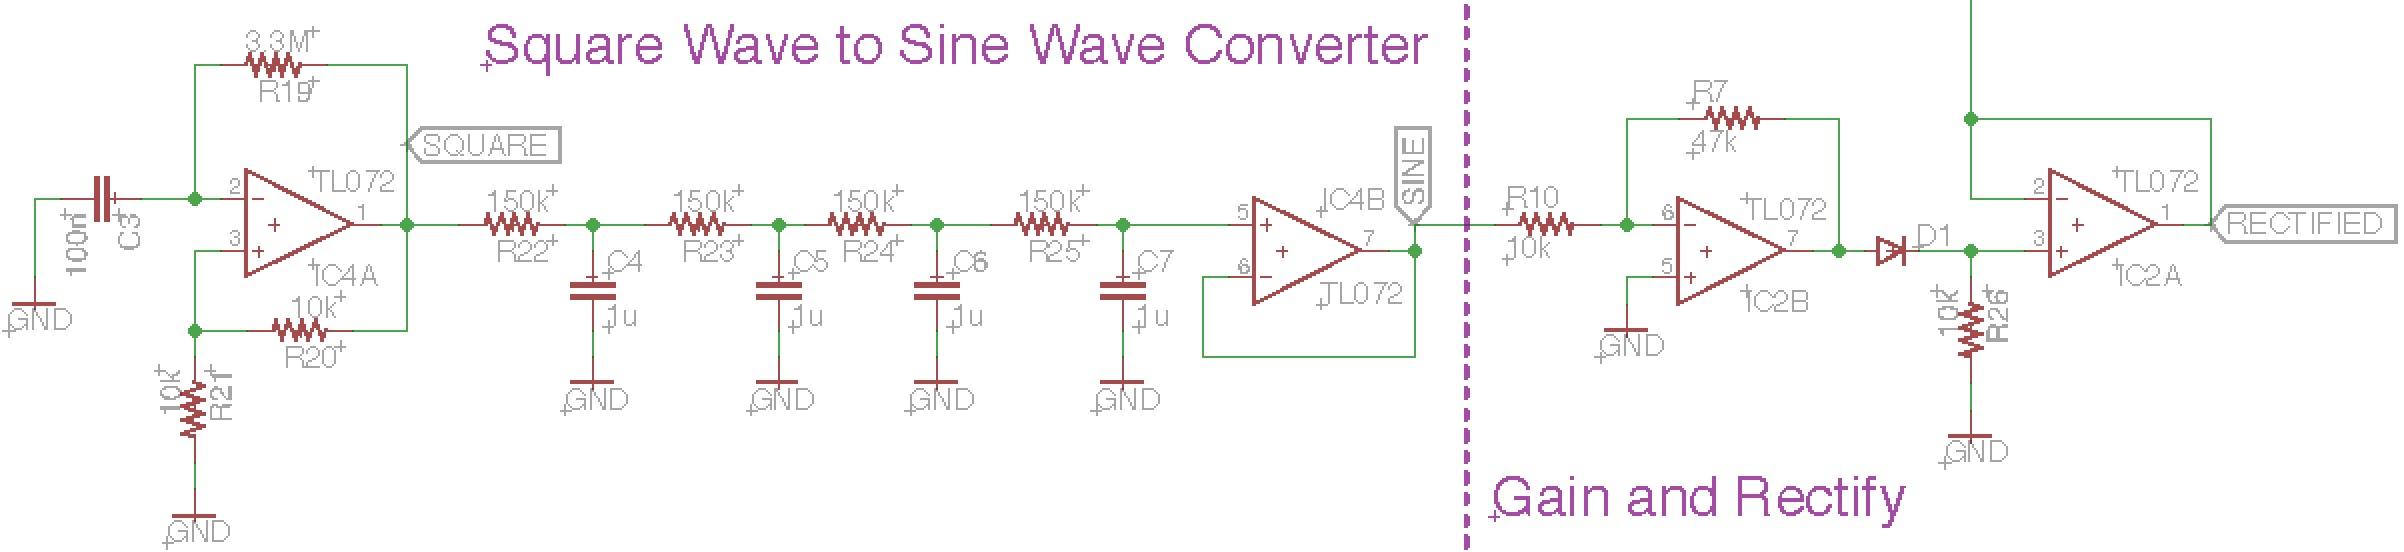 Square Wave to Sine Wave Converter
3.3M
R19
SQUARE
TL072
2
3
1
IC4A
100n
C3
GND
10k
R20
10k
R21
GND
150k
R22
C4
1u
GND
150k
R23
C5
1u
GND
150k
R24
C6
1u
GND
150k
R25
C7
1u
GND
5
6
7
IC4B
TL072
SINE
R10
10k
R7
47k
6
5
7
TL072
IC2B
GND
D1
10k
R26
GND
2
3
1
TL072
IC2A
RECTIFIED
Gain and Rectify